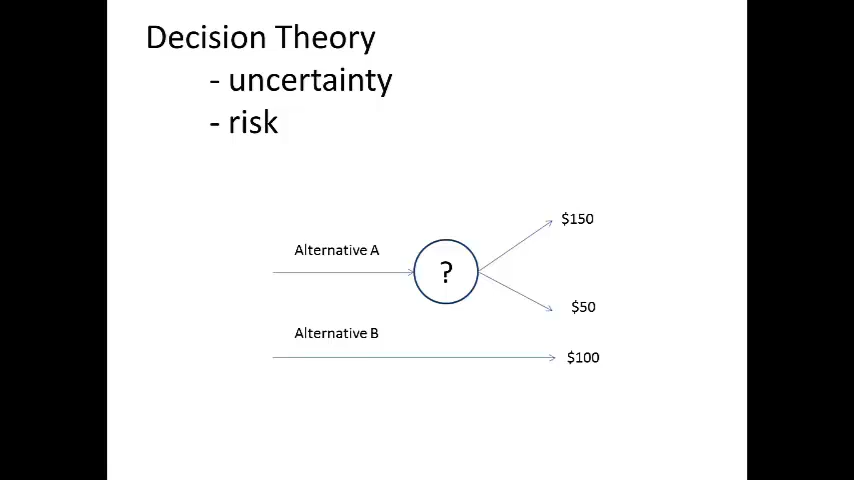 Decision Theory
- uncertainty
- risk
$150
Alternative A
?
$50
Alternative B
$100